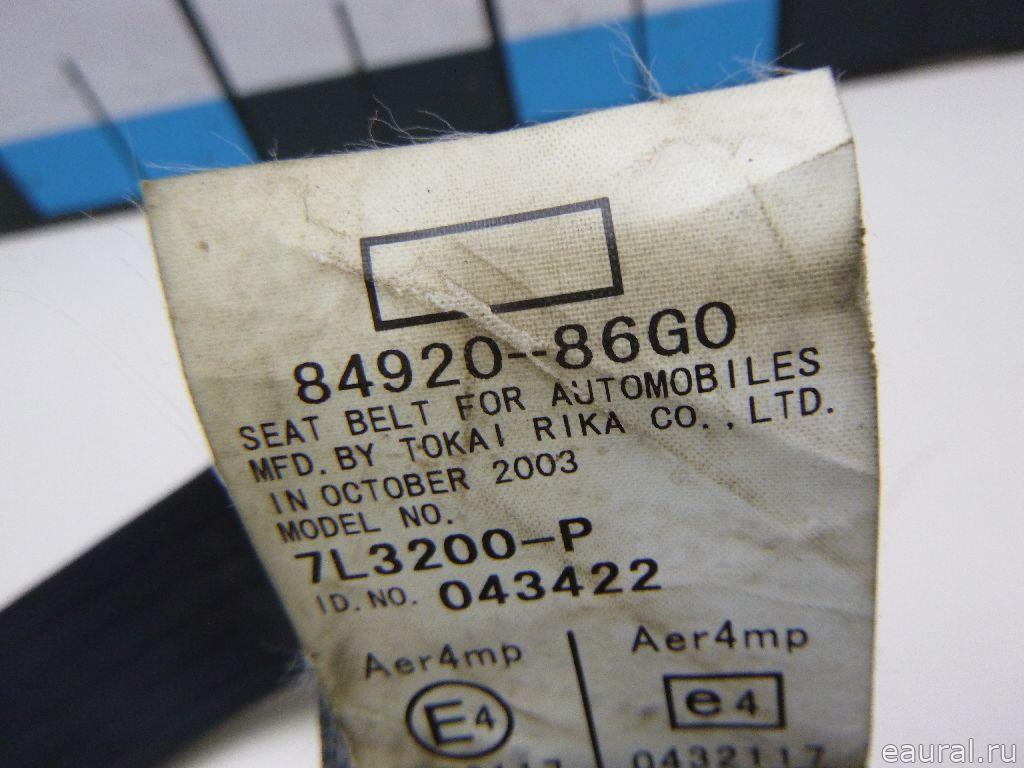 84920--86G0
SEAT BELT FOR AUTOMOBILES
MFD. BY TOKAI RIKA CO., LTD.
IN OCTOBER 2003
MODEL NO.
7L3200-P
ID. NO. 043422
Aer4mp Aer4mp
E4 e4
0432117
eaural.ru